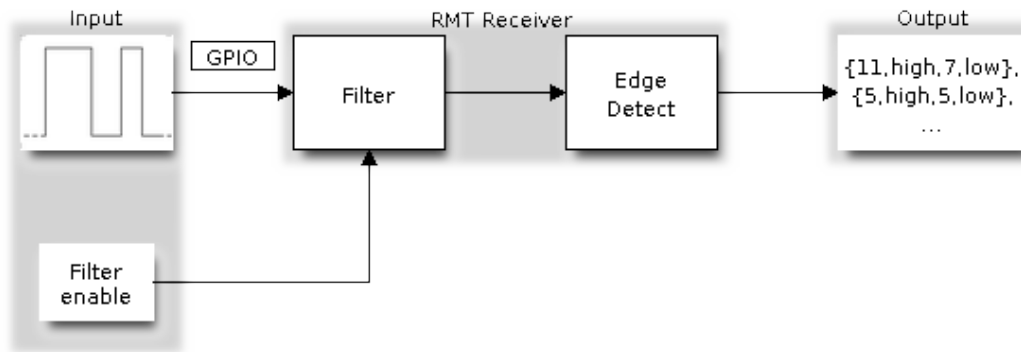 Input
RMT Receiver
Output
GPIO
Filter
Edge
Detect
{11,high,7,low},
{5,high,5,low},
...
Filter
enable